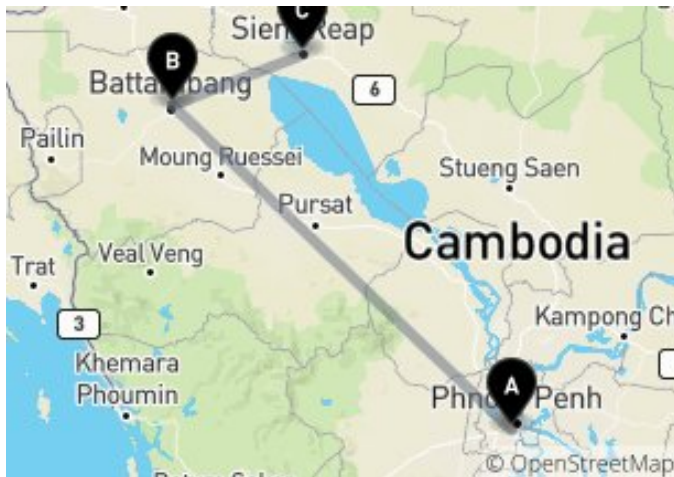 C
Siem Reap
B
6
Battambang
Pailin
Moung Ruessei
Stueng Saen
Pursat
Cambodia
Veal Veng
Trat
3
Kampong Ch
Khemara
Phoumin
A
Phnom Penh
© OpenStreetMap